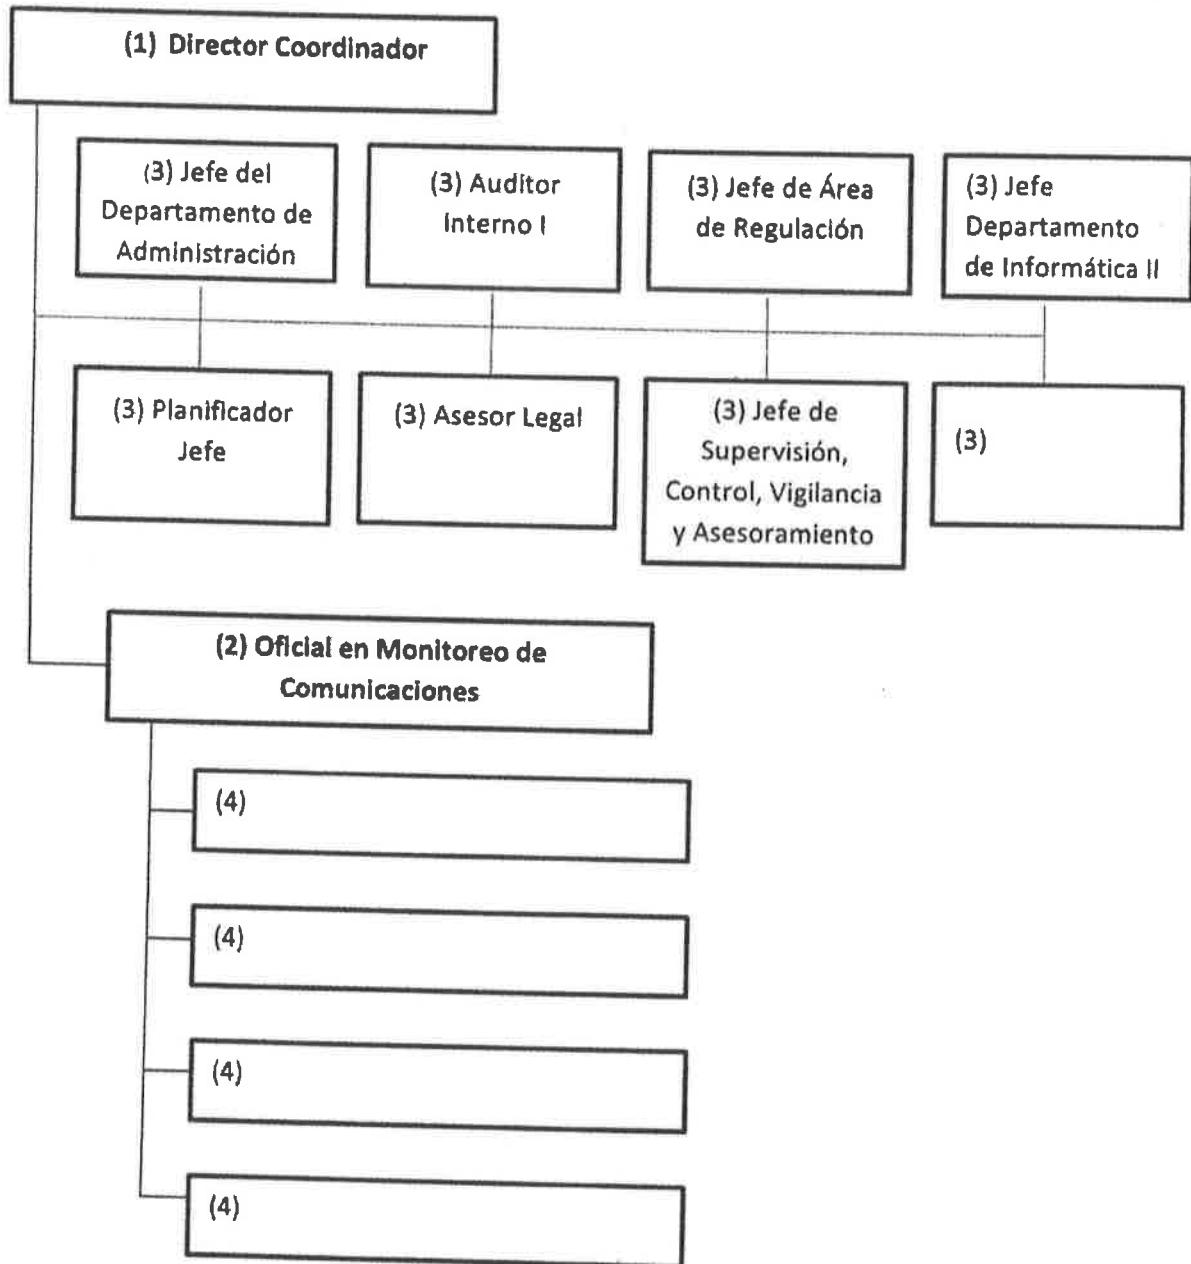 (1) Director Coordinador
(3) Jefe del
Departamento de
Administración
(3) Auditor
Interno I
(3) Jefe de Área
de Regulación
(3) Jefe
Departamento
de Informática II
(3) Planificador
Jefe
(3) Asesor Legal
(3) Jefe de
Supervisión,
Control, Vigilancia
y Asesoramiento
(3)
(2) Oficial en Monitoreo de
Comunicaciones
(4)
(4)
(4)
(4)